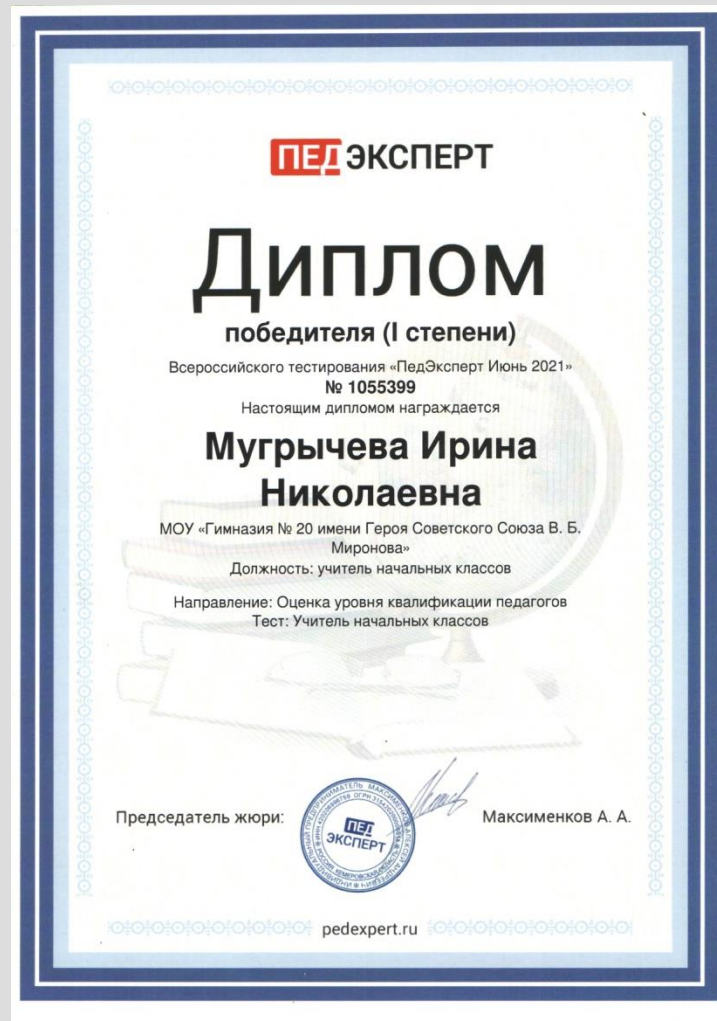 ПЕД ЭКСПЕРТ
Диплом
победителя (I степени)
Всероссийского тестирования «ПедЭксперт Июнь 2021»
№ 1055399
Настоящим дипломом награждается
Мугрычева Ирина
Николаевна
МОУ «Гимназия № 20 имени Героя Советского Союза В. Б.
Миронова»
Должность: учитель начальных классов
Направление: Оценка уровня квалификации педагогов
Тест: Учитель начальных классов
Председатель жюри:
ПЕД
ЭКСПЕРТ
Максименков А. А.
pedexpert.ru